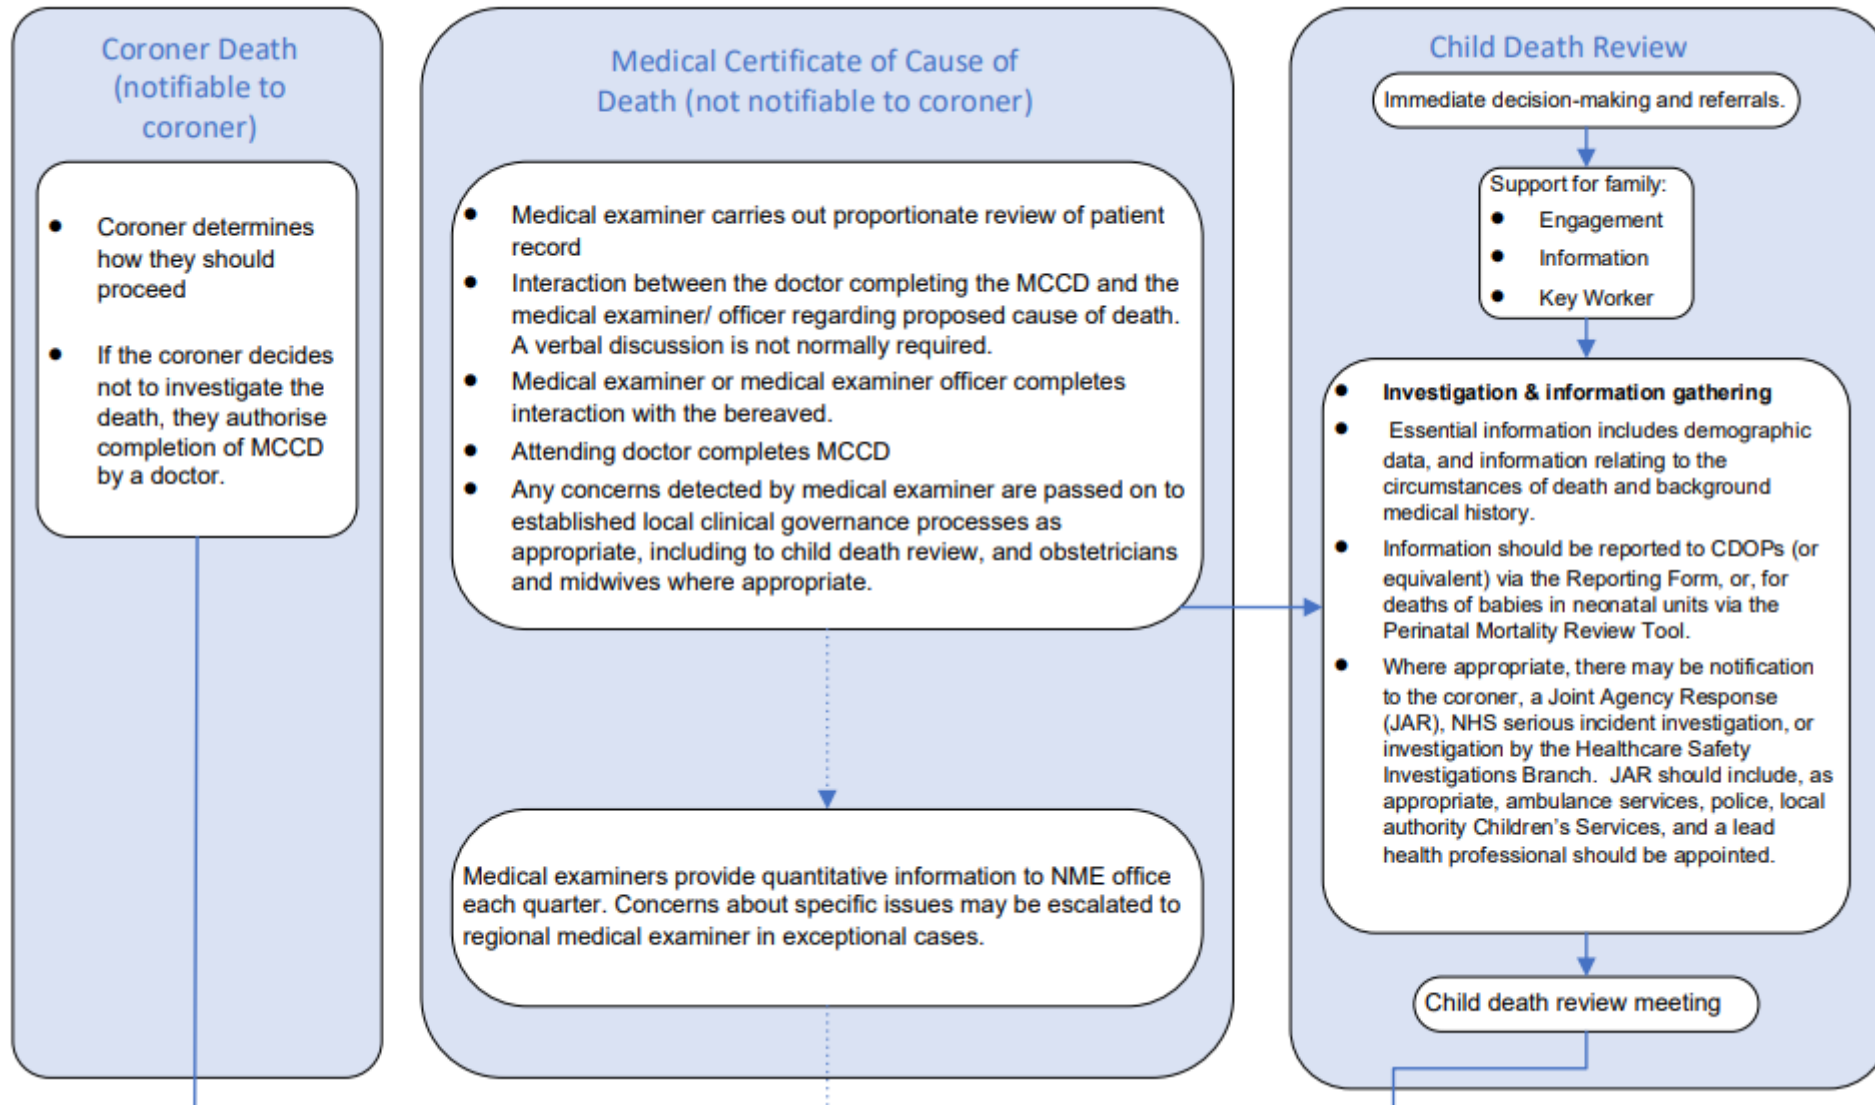 Coroner Death
(notifiable to
coroner)
● Coroner determines
how they should
proceed
● If the coroner decides
not to investigate the
death, they authorise
completion of MCCD
by a doctor.
Medical Certificate of Cause of
Death (not notifiable to coroner)
● Medical examiner carries out proportionate review of patient
record
● Interaction between the doctor completing the MCCD and the
medical examiner/ officer regarding proposed cause of death.
A verbal discussion is not normally required.
● Medical examiner or medical examiner officer completes
interaction with the bereaved.
● Attending doctor completes MCCD
● Any concerns detected by medical examiner are passed on to
established local clinical governance processes as
appropriate, including to child death review, and obstetricians
and midwives where appropriate.
Medical examiners provide quantitative information to NME office
each quarter. Concerns about specific issues may be escalated to
regional medical examiner in exceptional cases.
Child Death Review
Immediate decision-making and referrals.
Support for family:
● Engagement
● Information
● Key Worker
● Investigation & information gathering
● Essential information includes demographic
data, and information relating to the
circumstances of death and background
medical history.
● Information should be reported to CDOPs (or
equivalent) via the Reporting Form, or, for
deaths of babies in neonatal units via the
Perinatal Mortality Review Tool.
● Where appropriate, there may be notification
to the coroner, a Joint Agency Response
(JAR), NHS serious incident investigation, or
investigation by the Healthcare Safety
Investigations Branch. JAR should include, as
appropriate, ambulance services, police, local
authority Children's Services, and a lead
health professional should be appointed.
Child death review meeting